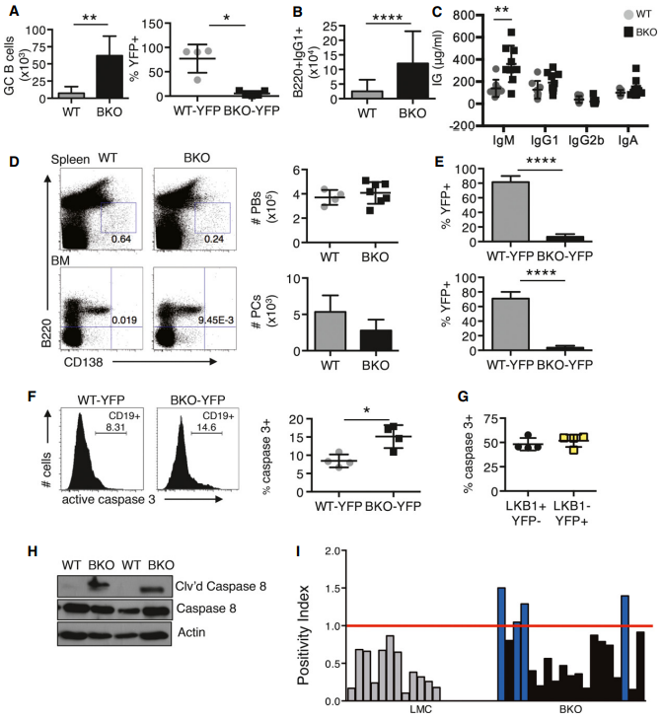 A
GC B cells
(x10³)
100
80
60
40
20
0
**
WT
BKO
% YFP+
150
100
50
0
*
WT-YFP
BKO-YFP
B
B220+IgG1+
(x10⁴)
30
20
10
0
****
WT
BKO
C
IG (µg/ml)
800
600
400
200
0
200
**
WT
BKO
IgM
IgG1
IgG2b
IgA
D
Spleen
WT
BKO
0.64
0.24
BM
0.019
9.45E-3
B220
CD138
# PBs
(x10⁵)
6
4
2
0
WT
BKO
# PCs
(x10³)
10
5
0
WT
BKO
E
% YFP+
100
80
60
40
20
0
****
WT-YFP
BKO-YFP
% YFP+
100
80
60
40
20
0
****
WT-YFP
BKO-YFP
F
WT-YFP
BKO-YFP
CD19+
8.31
CD19+
14.6
# cells
active caspase 3
% caspase 3+
20
15
10
5
0
*
WT-YFP
BKO-YFP
G
% caspase 3+
100
75
50
25
0
LKB1+
YFP-
LKB1-
YFP+
H
WT BKO WT BKO
Clv'd Caspase 8
Caspase 8
Actin
I
Positivity Index
2.0
1.5
1.0
0.5
0.0
LMC
BKO